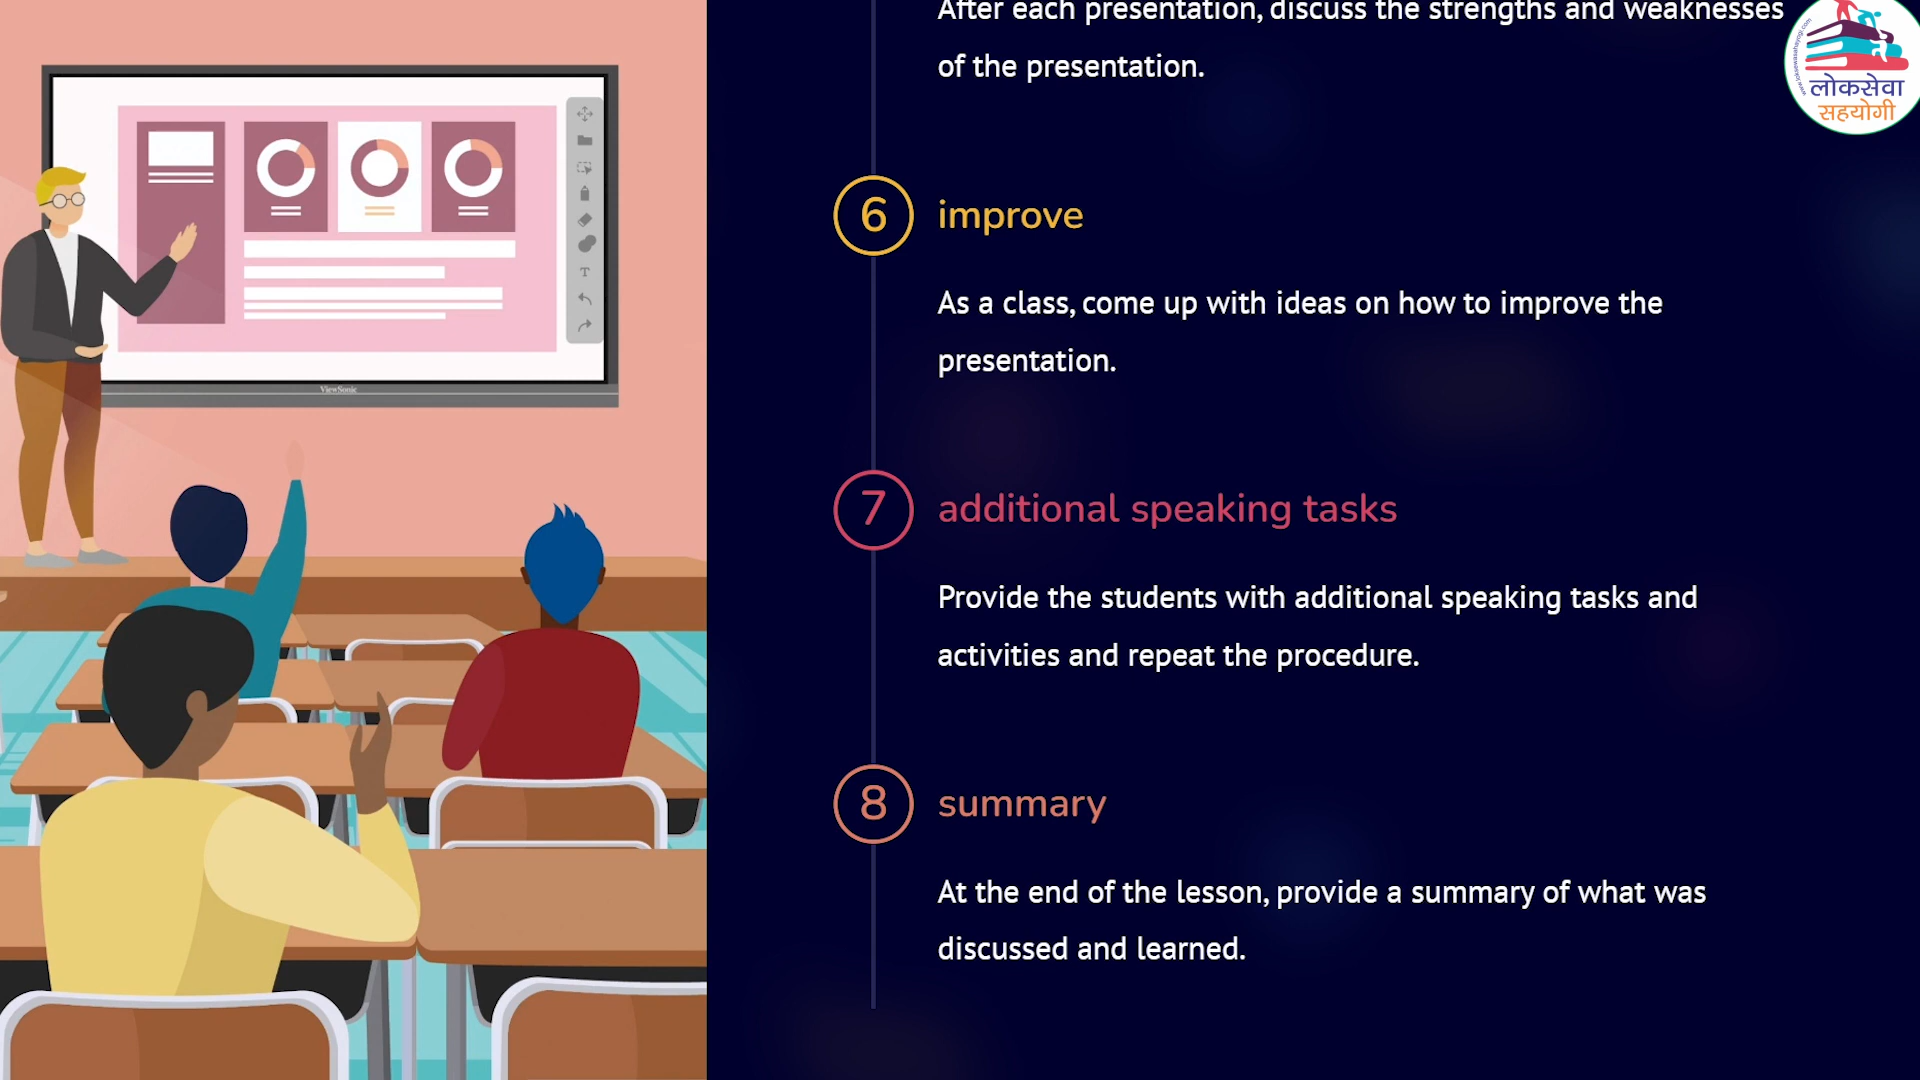 After each presentation, discuss the strengths and weaknesses
of the presentation.
6 improve
As a class, come up with ideas on how to improve the
presentation.
7 additional speaking tasks
Provide the students with additional speaking tasks and
activities and repeat the procedure.
8 summary
At the end of the lesson, provide a summary of what was
discussed and learned.
लोकसेवा
सहयोगी
ViewSonic
T